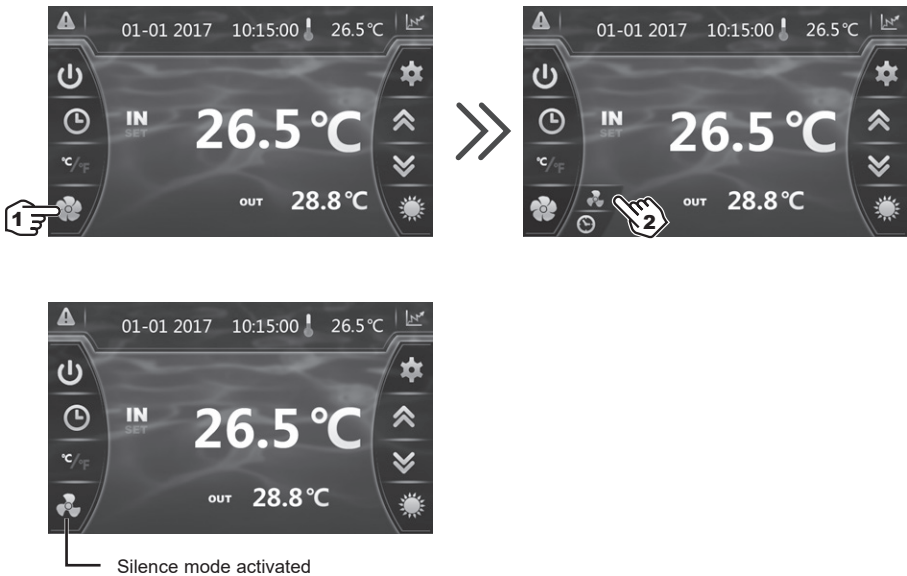 01-01 2017 10:15:00 26.5°C
IN
SET
26.5°C
°C/°F
OUT 28.8°C
1
01-01 2017 10:15:00 26.5°C
IN
SET
26.5°C
°C/°F
OUT 28.8°C
2
01-01 2017 10:15:00 26.5°C
IN
SET
26.5°C
°C/°F
OUT 28.8°C
Silence mode activated